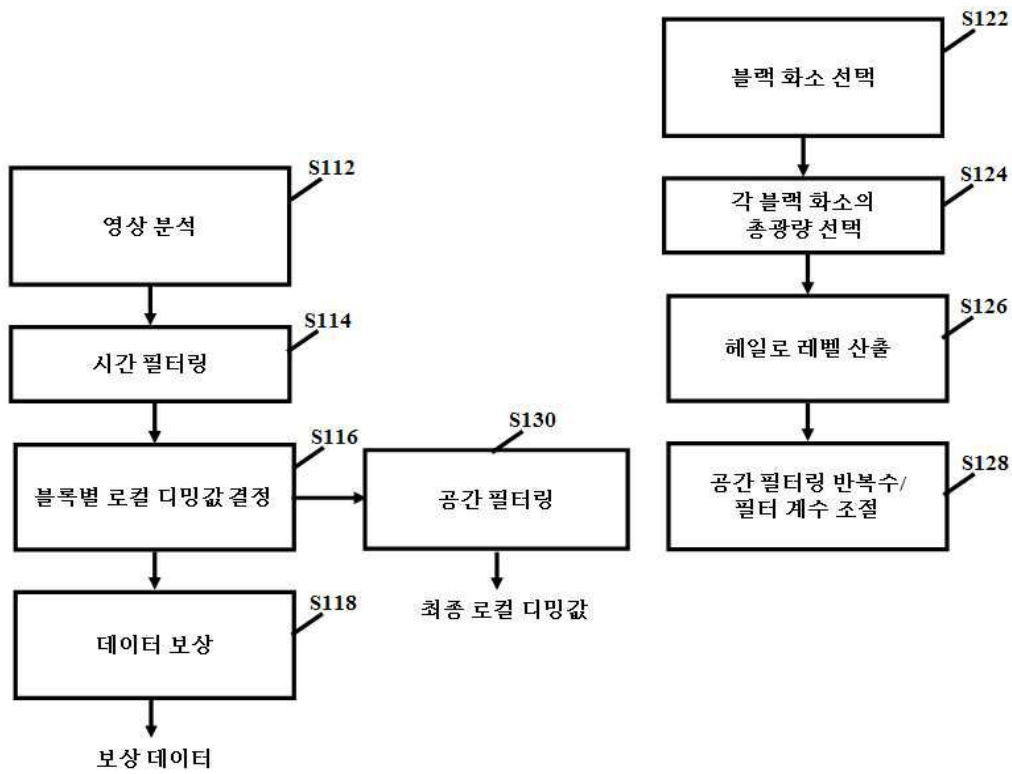 S112
영상 분석
S114
시간 필터링
S116
블록별 로컬 디밍값 결정
S130
공간 필터링
최종 로컬 디밍값
S118
데이터 보상
보상 데이터
S122
블랙 화소 선택
S124
각 블랙 화소의
총광량 선택
S126
헤일로 레벨 산출
S128
공간 필터링 반복수/
필터 계수 조절